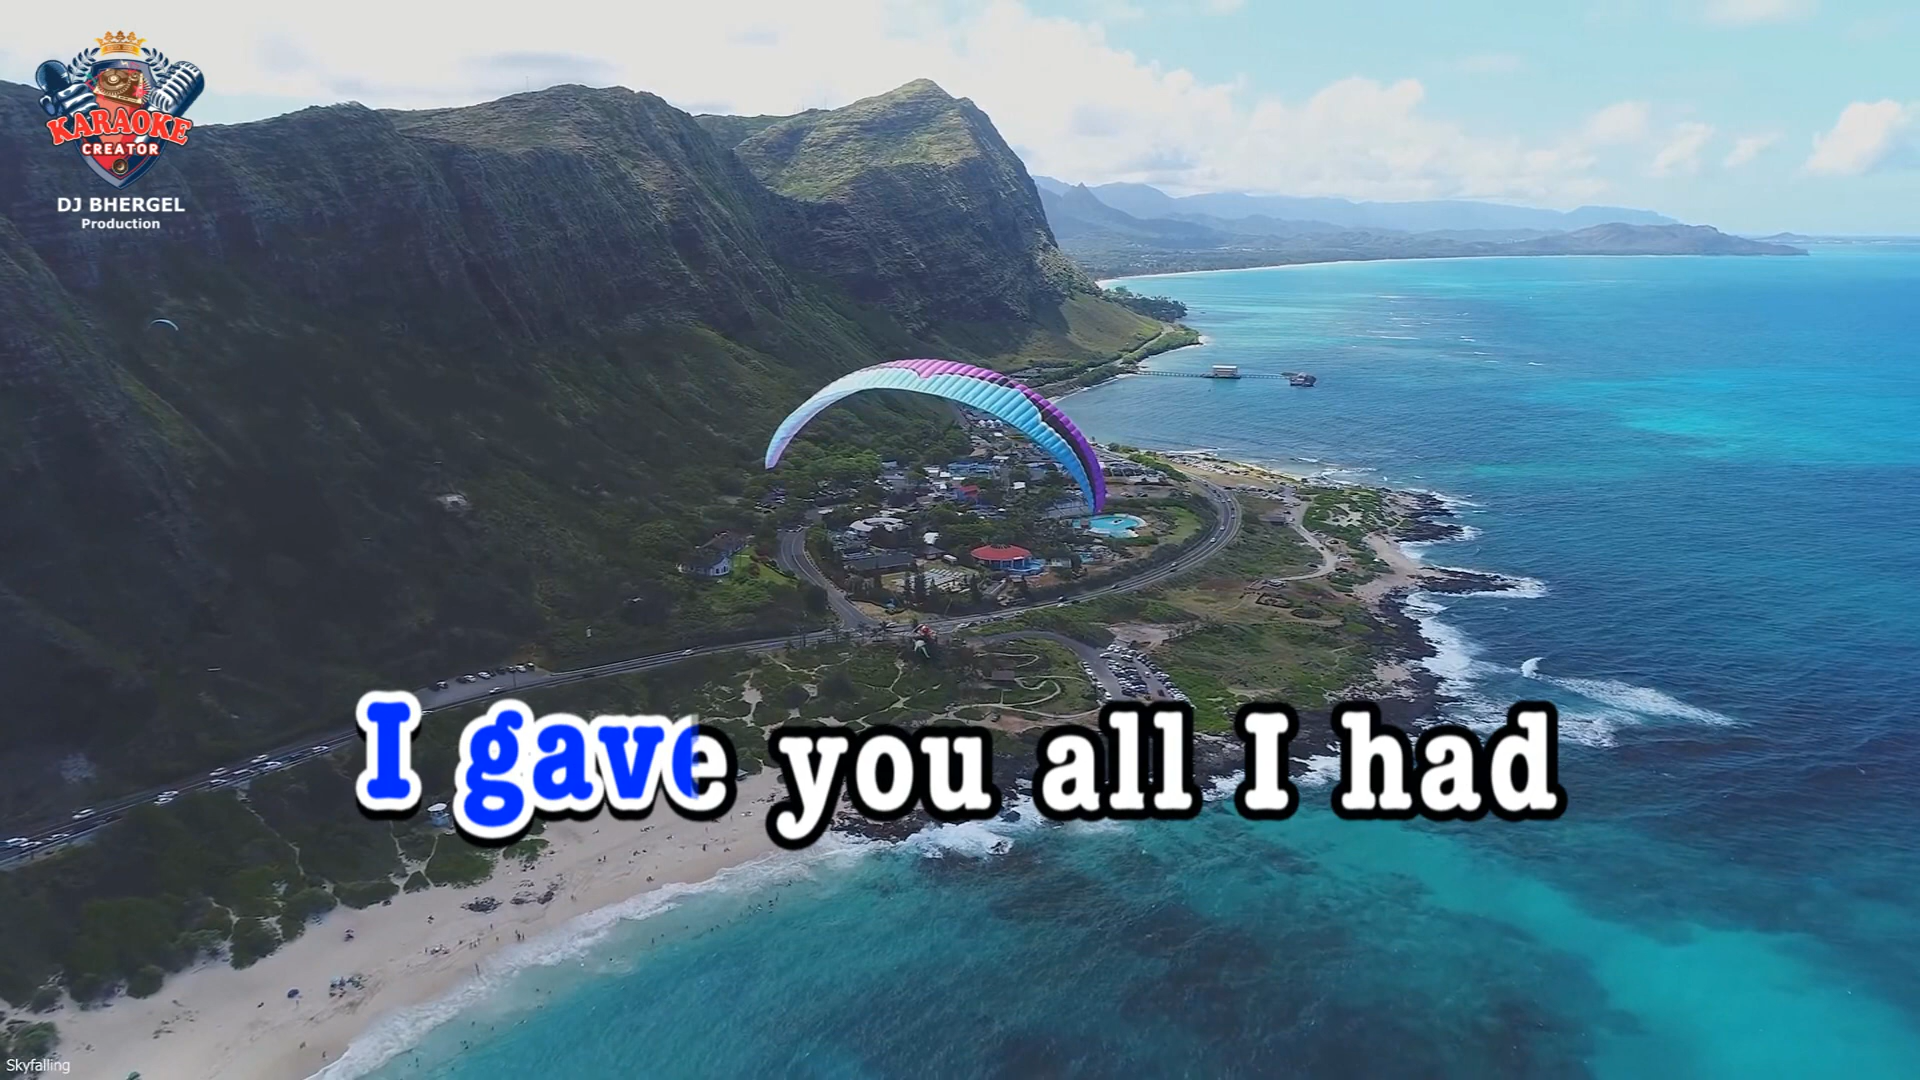 KARAOKE
CREATOR
DJ BHERGEL
Production
I gave you all I had
Skyfalling